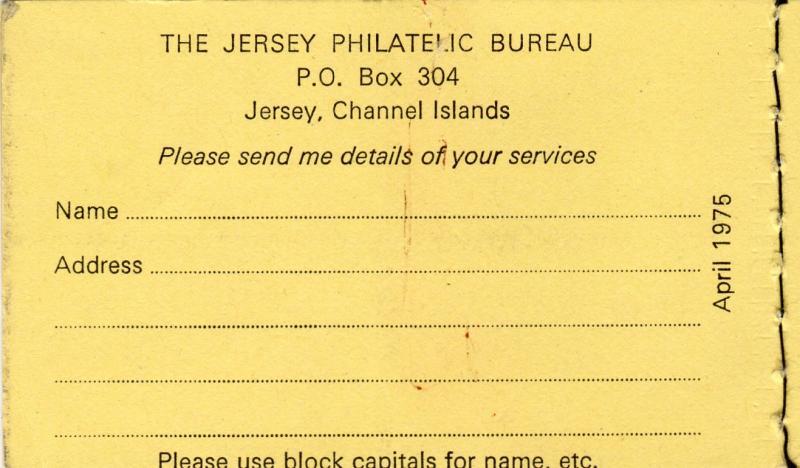 THE JERSEY PHILATELIC BUREAU
P.O. Box 304
Jersey, Channel Islands
Please send me details of your services
Name
Address
Please use block capitals for name, etc.
April 1975